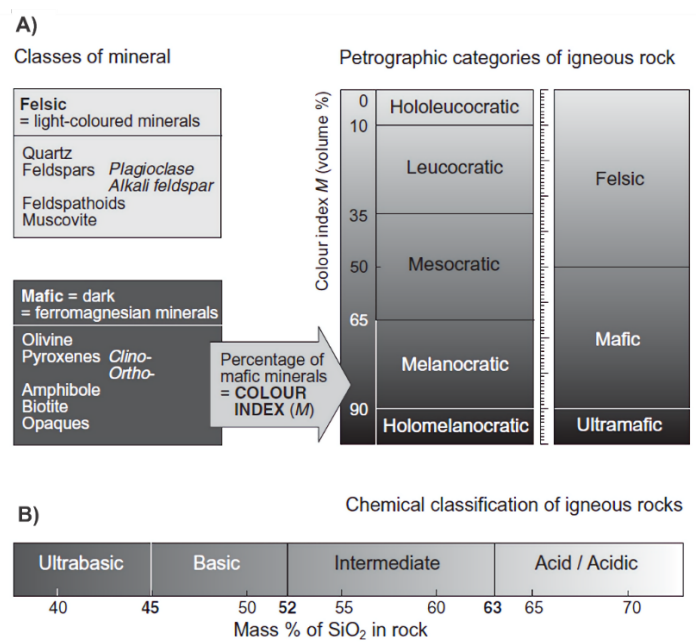 A)
Classes of mineral
Petrographic categories of igneous rock
Felsic
= light-coloured minerals
Quartz
Feldspars Plagioclase
Alkali feldspar
Feldspathoids
Muscovite
Mafic = dark
= ferromagnesian minerals
Olivine
Pyroxenes Clino-
Ortho-
Amphibole
Biotite
Opaques
Percentage of
mafic minerals
= COLOUR
INDEX (M)
Colour index M (volume %)
0
10
35
50
65
90
Hololeucocratic
Leucocratic
Mesocratic
Melanocratic
Holomelanocratic
Felsic
Mafic
Ultramafic
B)
Chemical classification of igneous rocks
Ultrabasic Basic Intermediate Acid / Acidic
40 45 50 52 55 60 63 65 70
Mass % of SiO2 in rock